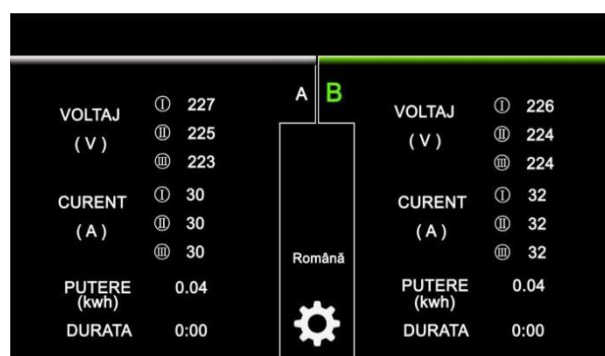 A
B
VOLTAJ
(V)
Ⅰ 227
Ⅱ 225
Ⅲ 223
CURENT
(A)
Ⅰ 30
Ⅱ 30
Ⅲ 30
PUTERE 0.04
(kwh)
DURATA 0:00
Română
VOLTAJ
(V)
Ⅰ 226
Ⅱ 224
Ⅲ 224
CURENT
(A)
Ⅰ 32
Ⅱ 32
Ⅲ 32
PUTERE 0.04
(kwh)
DURATA 0:00